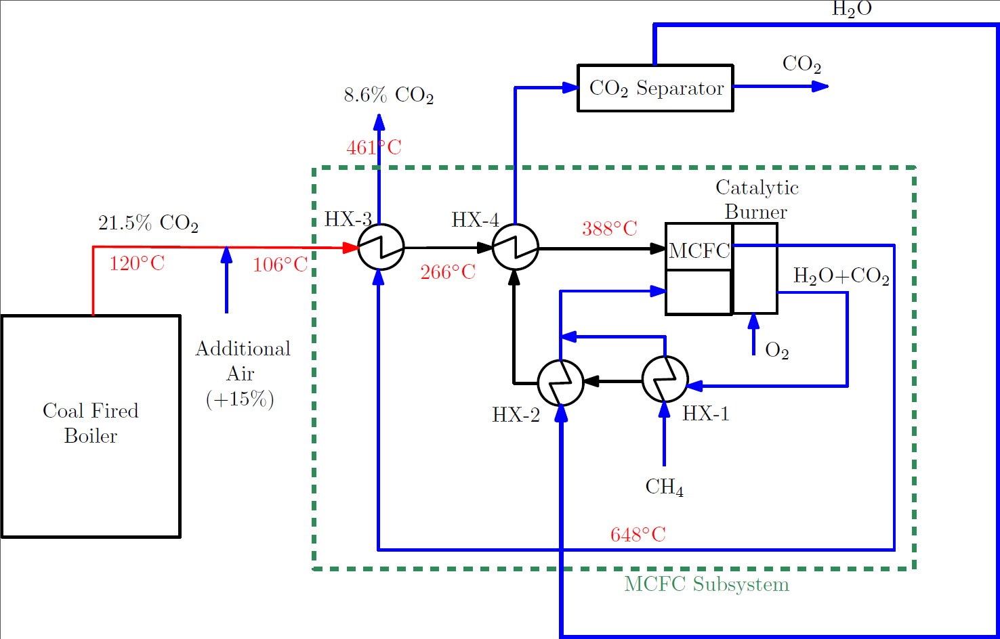 H₂O
CO₂
CO₂ Separator
8.6% CO₂
461°C
Catalytic
Burner
21.5% CO₂
HX-3
HX-4
388°C
MCFC
120°C
106°C
266°C
H₂O+CO₂
Additional
Air
(+15%)
O₂
Coal Fired
Boiler
HX-2
HX-1
CH₄
648°C
MCFC Subsystem